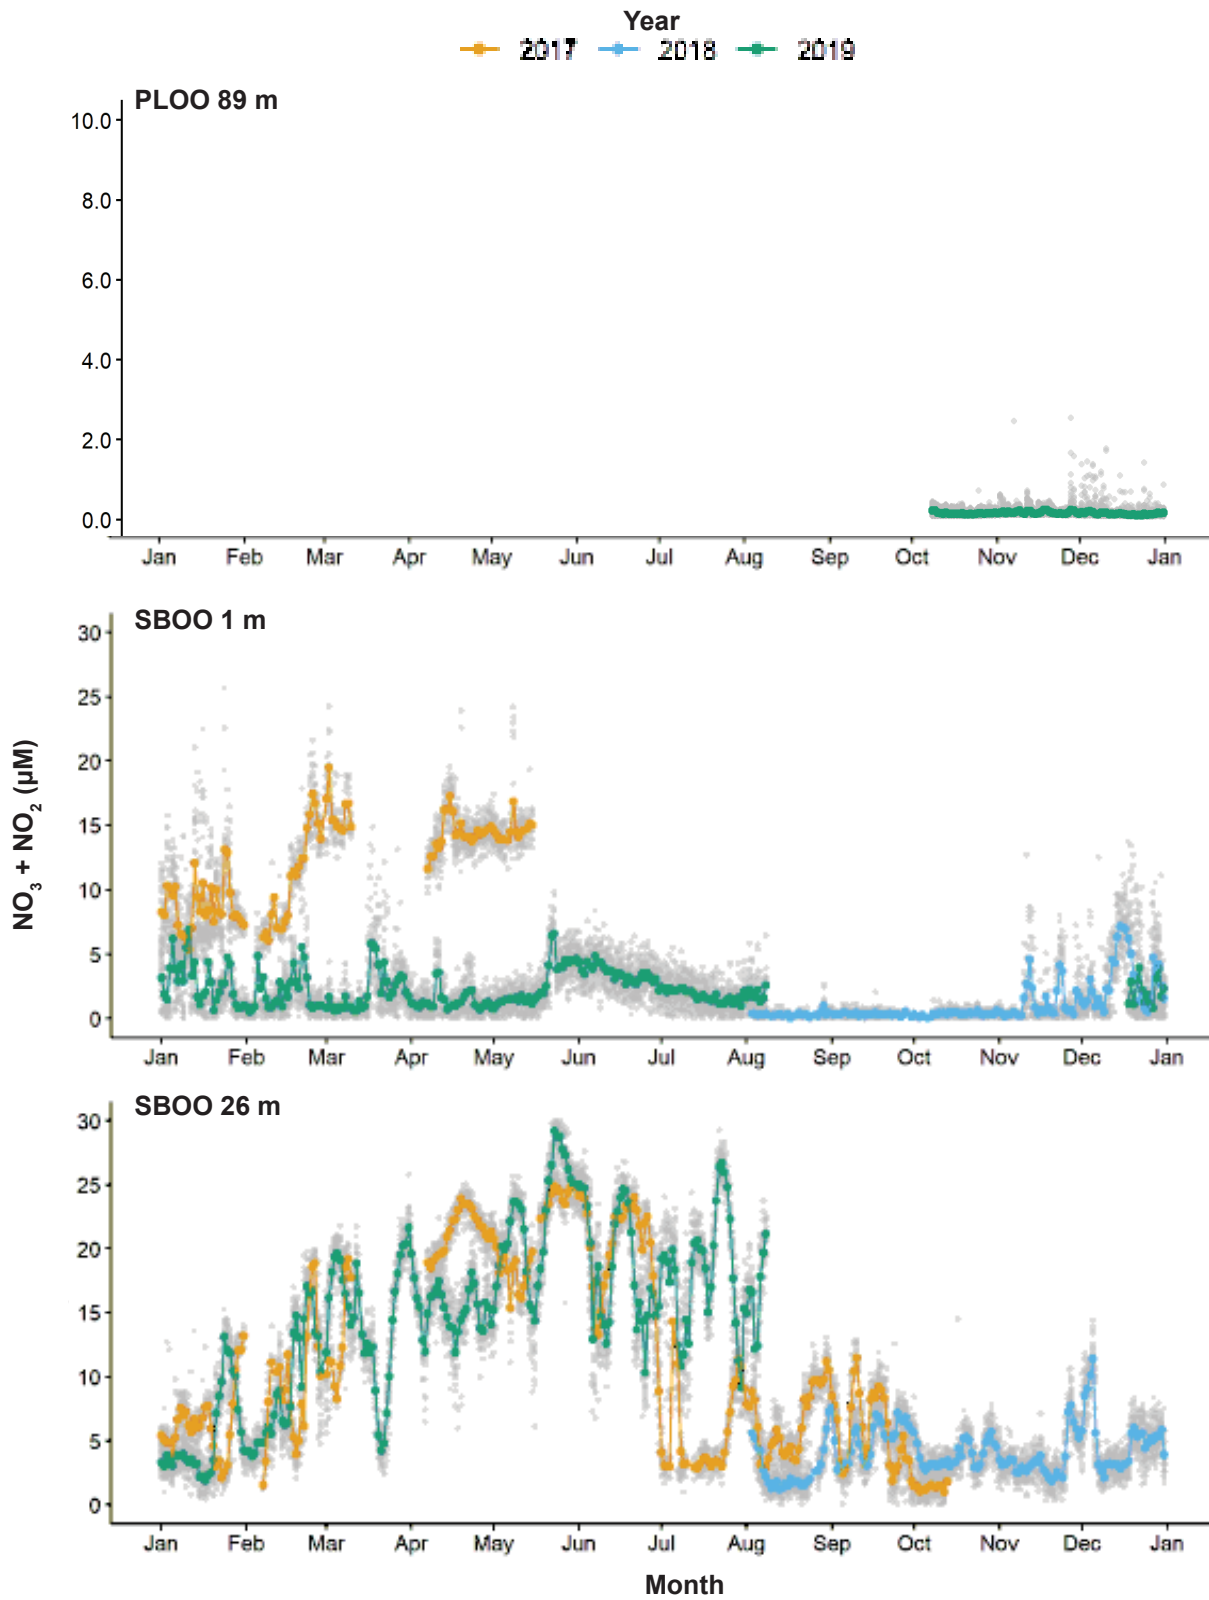 Year
2017 2018 2019
PLOO 89 m
10.0
8.0
6.0
4.0
2.0
0.0
Jan Feb Mar Apr May Jun Jul Aug Sep Oct Nov Dec Jan
SBOO 1 m
30
25
20
15
10
5
0
Jan Feb Mar Apr May Jun Jul Aug Sep Oct Nov Dec Jan
NO₃ + NO₂ (µM)
SBOO 26 m
30
25
20
15
10
5
0
Jan Feb Mar Apr May Jun Jul Aug Sep Oct Nov Dec Jan
Month